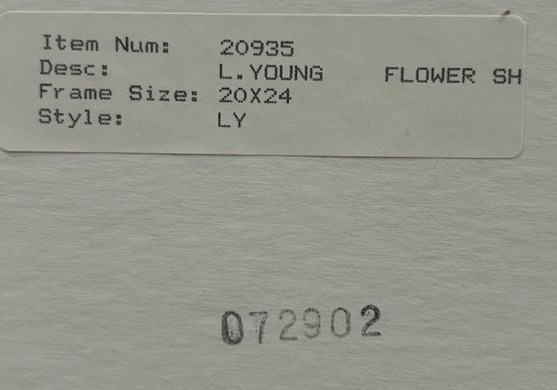 Item Num: 20935
Desc: L.YOUNG FLOWER SH
Frame Size: 20X24
Style: LY
072902